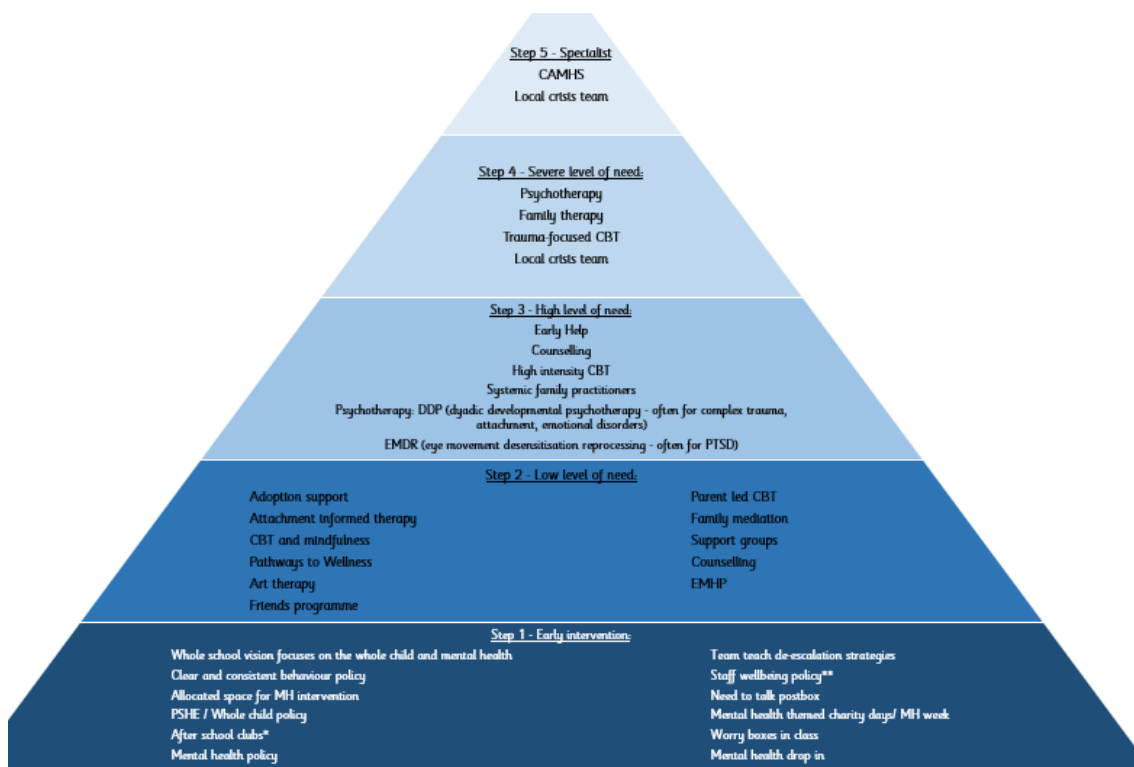 Step 5 - Specialist
CAMHS
Local crisis team
Step 4 - Severe level of need:
Psychotherapy
Family therapy
Trauma-focused CBT
Local crisis team
Step 3 - High level of need:
Early Help
Counselling
High intensity CBT
Systemic family practitioners
Psychotherapy: DDP (dyadic developmental psychotherapy - often for complex trauma,
attachment, emotional disorders)
EMDR (eye movement desensitisation reprocessing - often for PTSD)
Step 2 - Low level of need:
Adoption support
Attachment informed therapy
CBT and mindfulness
Pathways to Wellness
Art therapy
Friends programme
Parent led CBT
Family mediation
Support groups
Counselling
EMHP
Step 1 - Early intervention:
Whole school vision focuses on the whole child and mental health
Clear and consistent behaviour policy
Allocated space for MH intervention
PSHE / Whole child policy
After school clubs*
Mental health policy
Team teach de-escalation strategies
Staff wellbeing policy**
Need to talk postbox
Mental health themed charity days/ MH week
Worry boxes in class
Mental health drop in